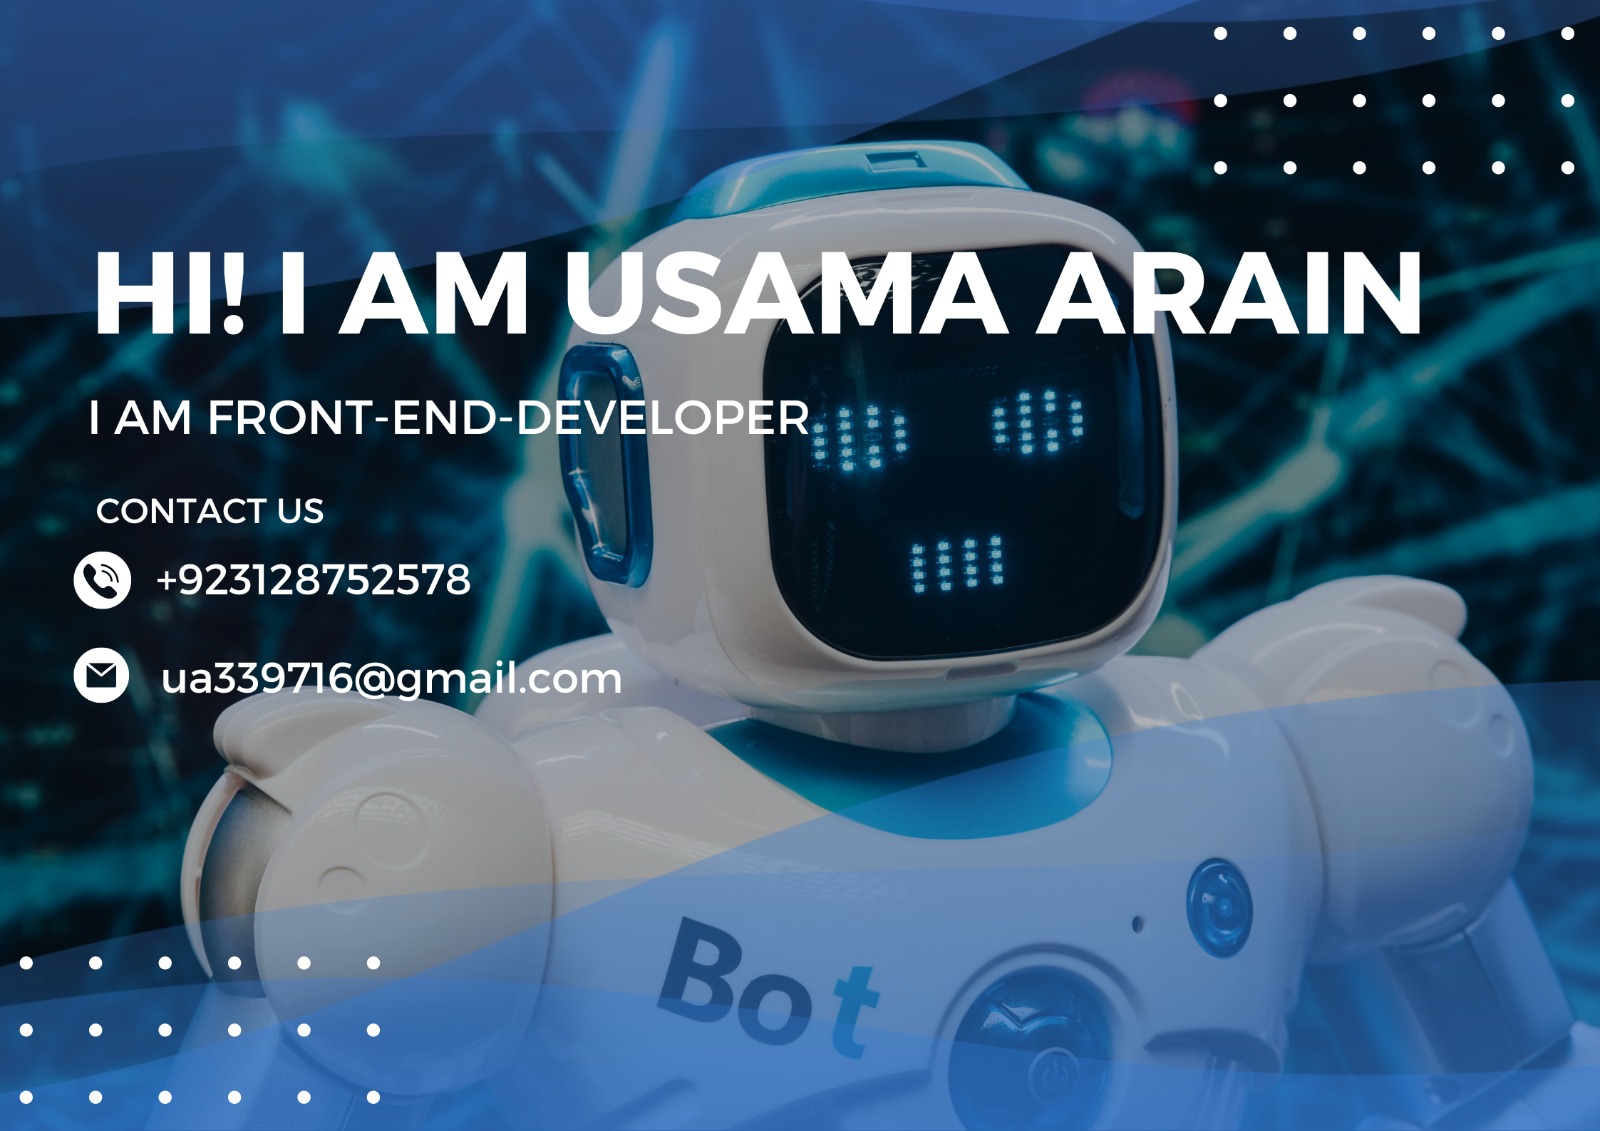 HI! I AM USAMA ARAIN
I AM FRONT-END-DEVELOPER
CONTACT US
+923128752578
ua339716@gmail.com
Bot